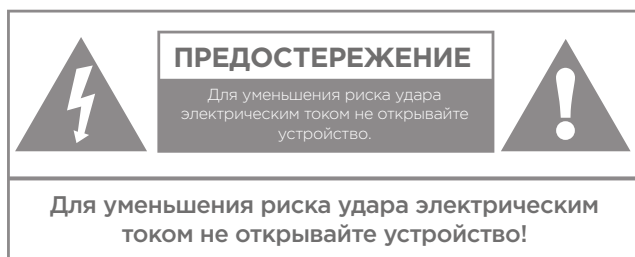 ПРЕДОСТЕРЕЖЕНИЕ
Для уменьшения риска удара
электрическим током не открывайте
устройство.
Для уменьшения риска удара электрическим
током не открывайте устройство!